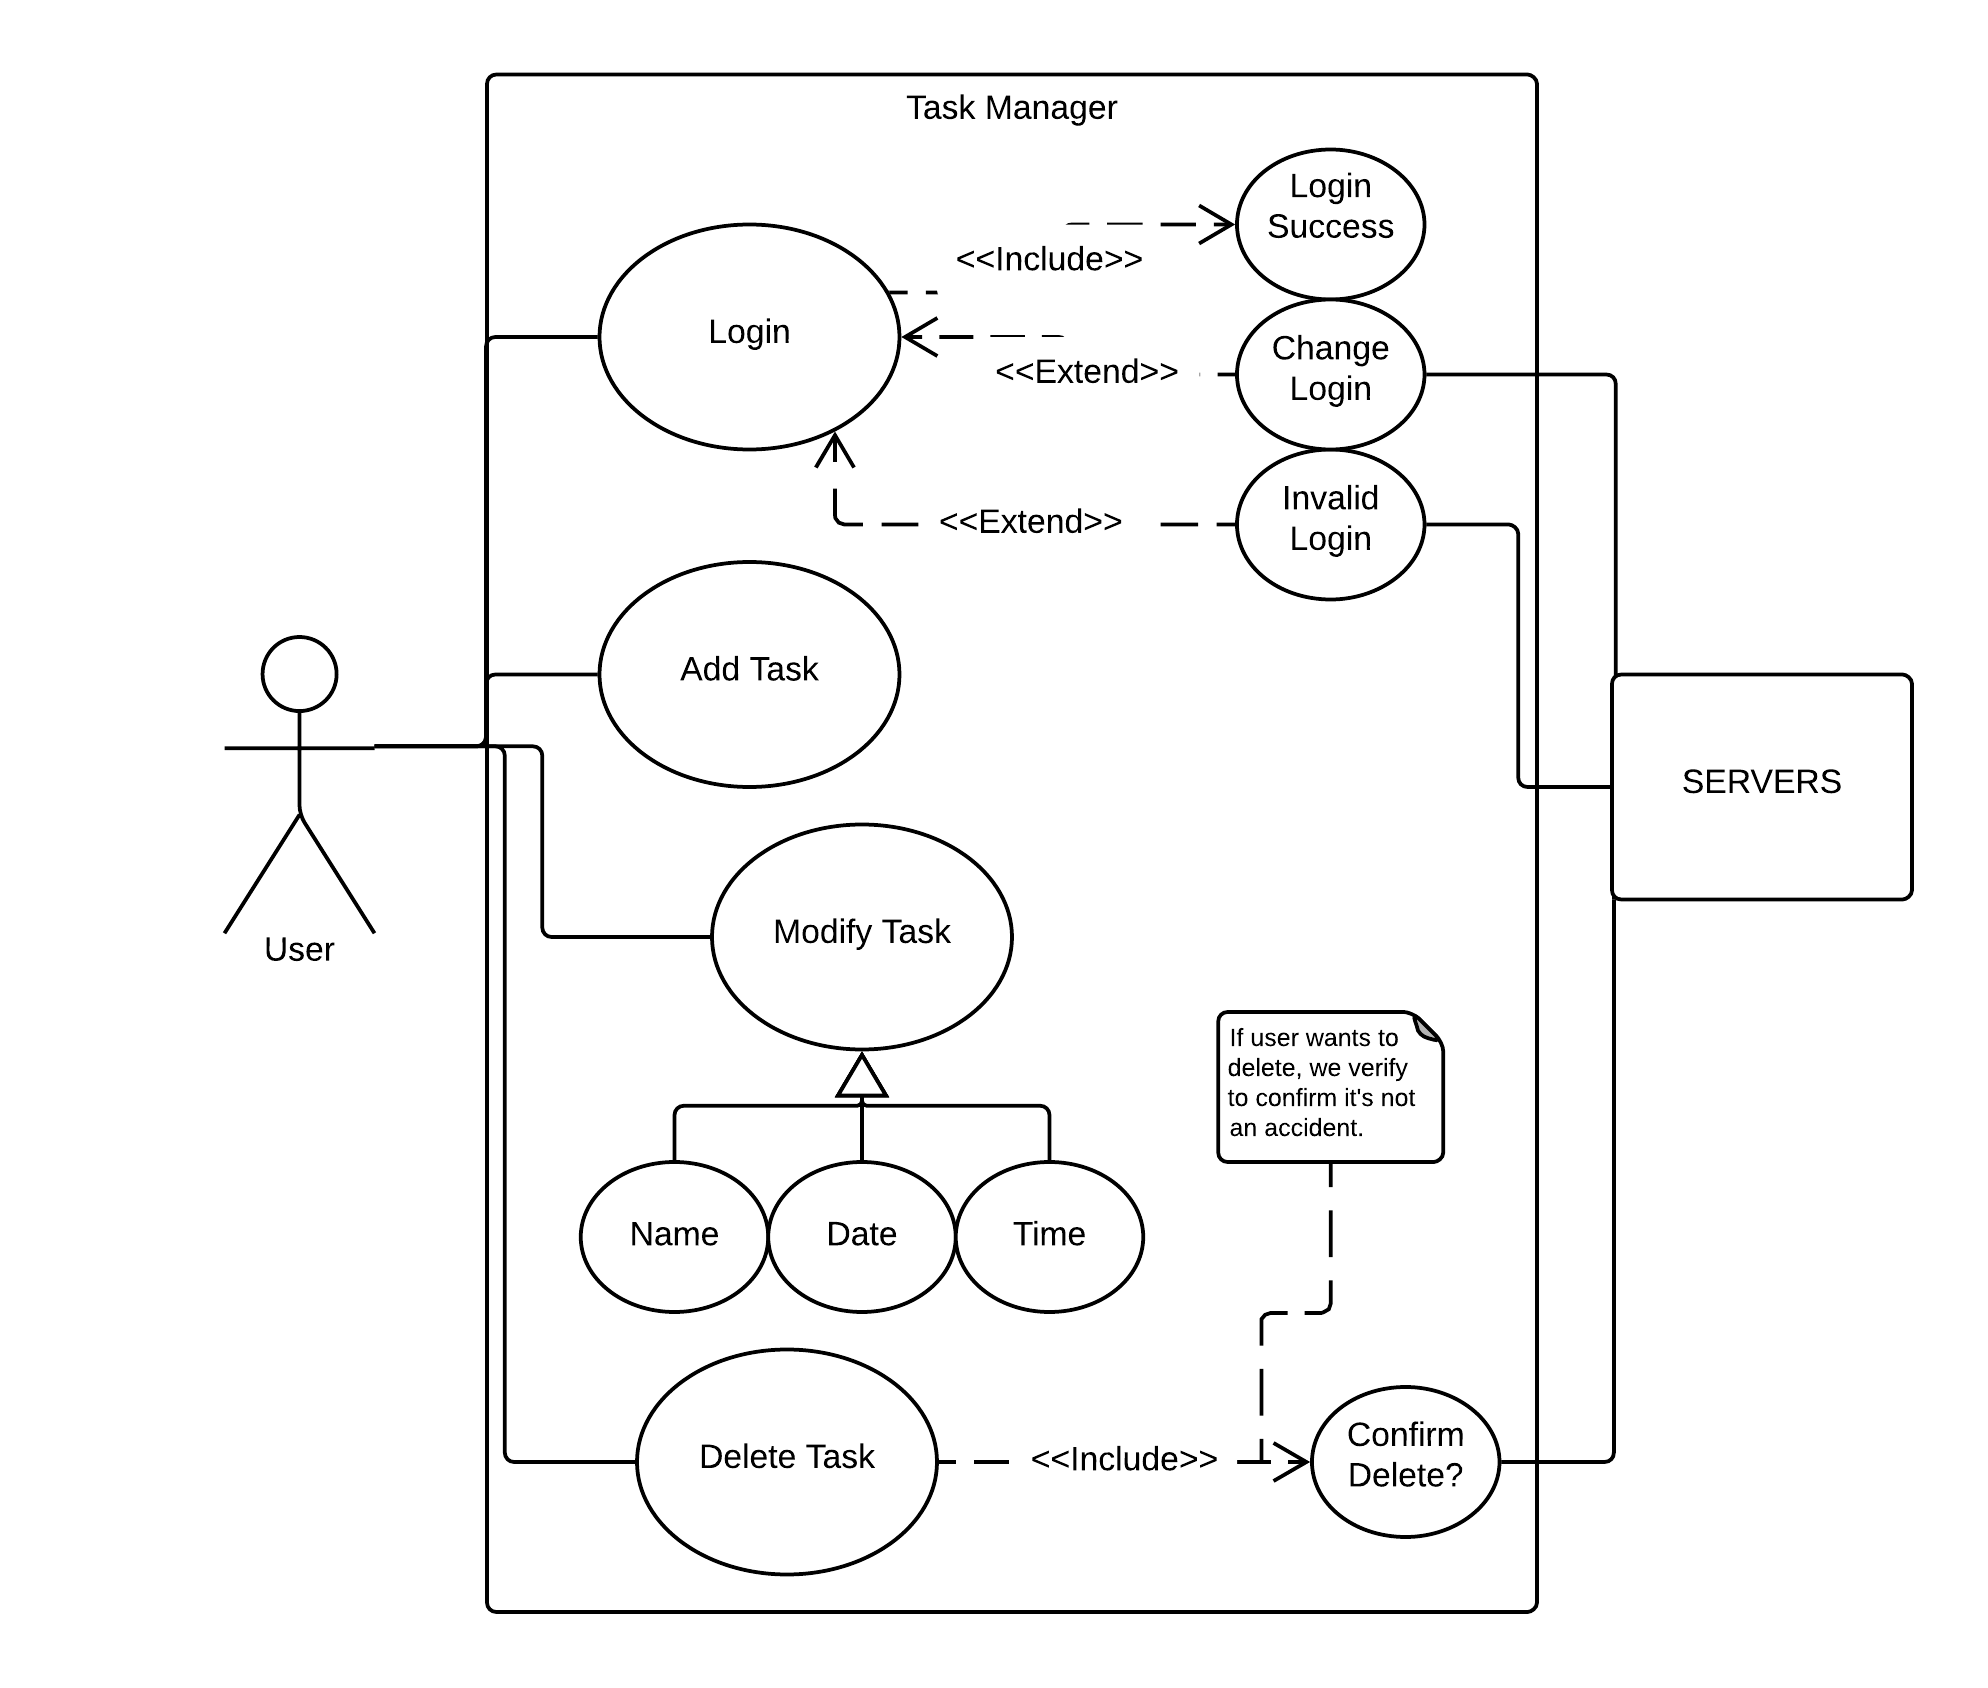 Task Manager
Login
Success
<<Include>>
Login
Change
Login
<<Extend>>
Invalid
Login
<<Extend>>
Add Task
SERVERS
Modify Task
User
If user wants to
delete, we verify
to confirm it's not
an accident.
Name
Date
Time
Delete Task
<<Include>>
Confirm
Delete?